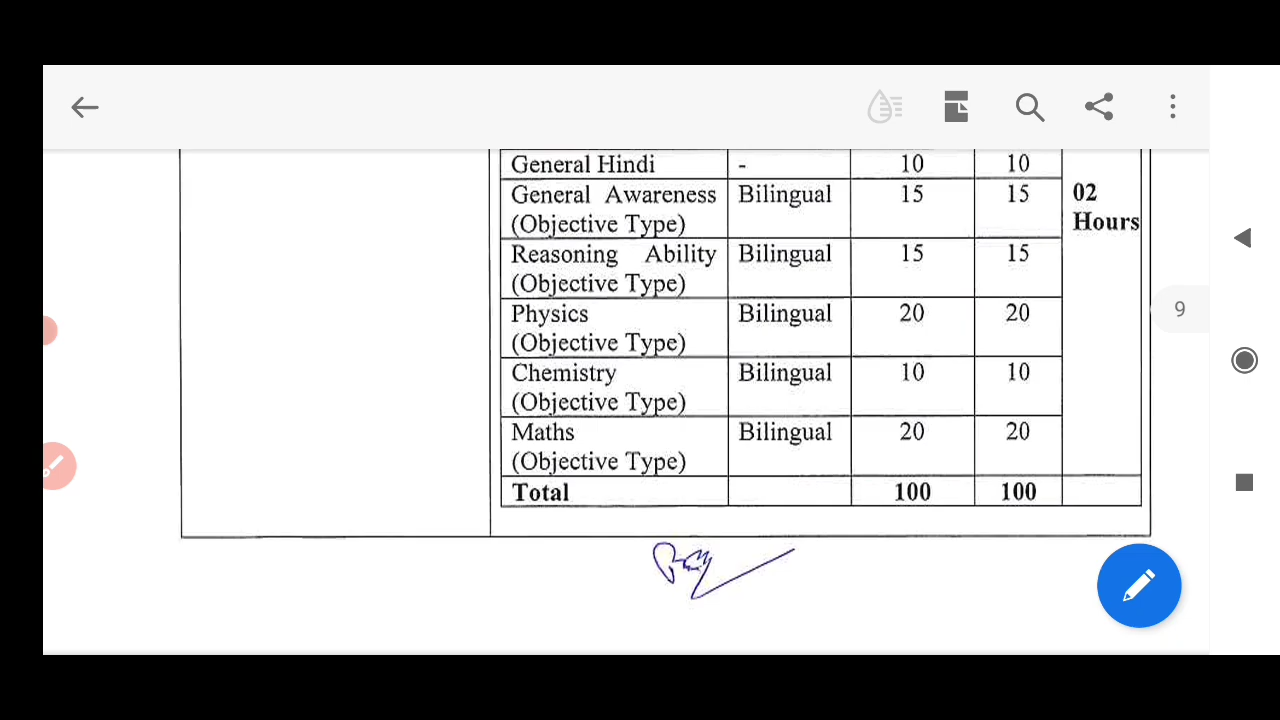 General Hindi - 10 10
General Awareness Bilingual 15 15 02
(Objective Type) Hours
Reasoning Ability Bilingual 15 15
(Objective Type)
Physics Bilingual 20 20
(Objective Type)
9
Chemistry Bilingual 10 10
(Objective Type)
Maths Bilingual 20 20
(Objective Type)
Total 100 100